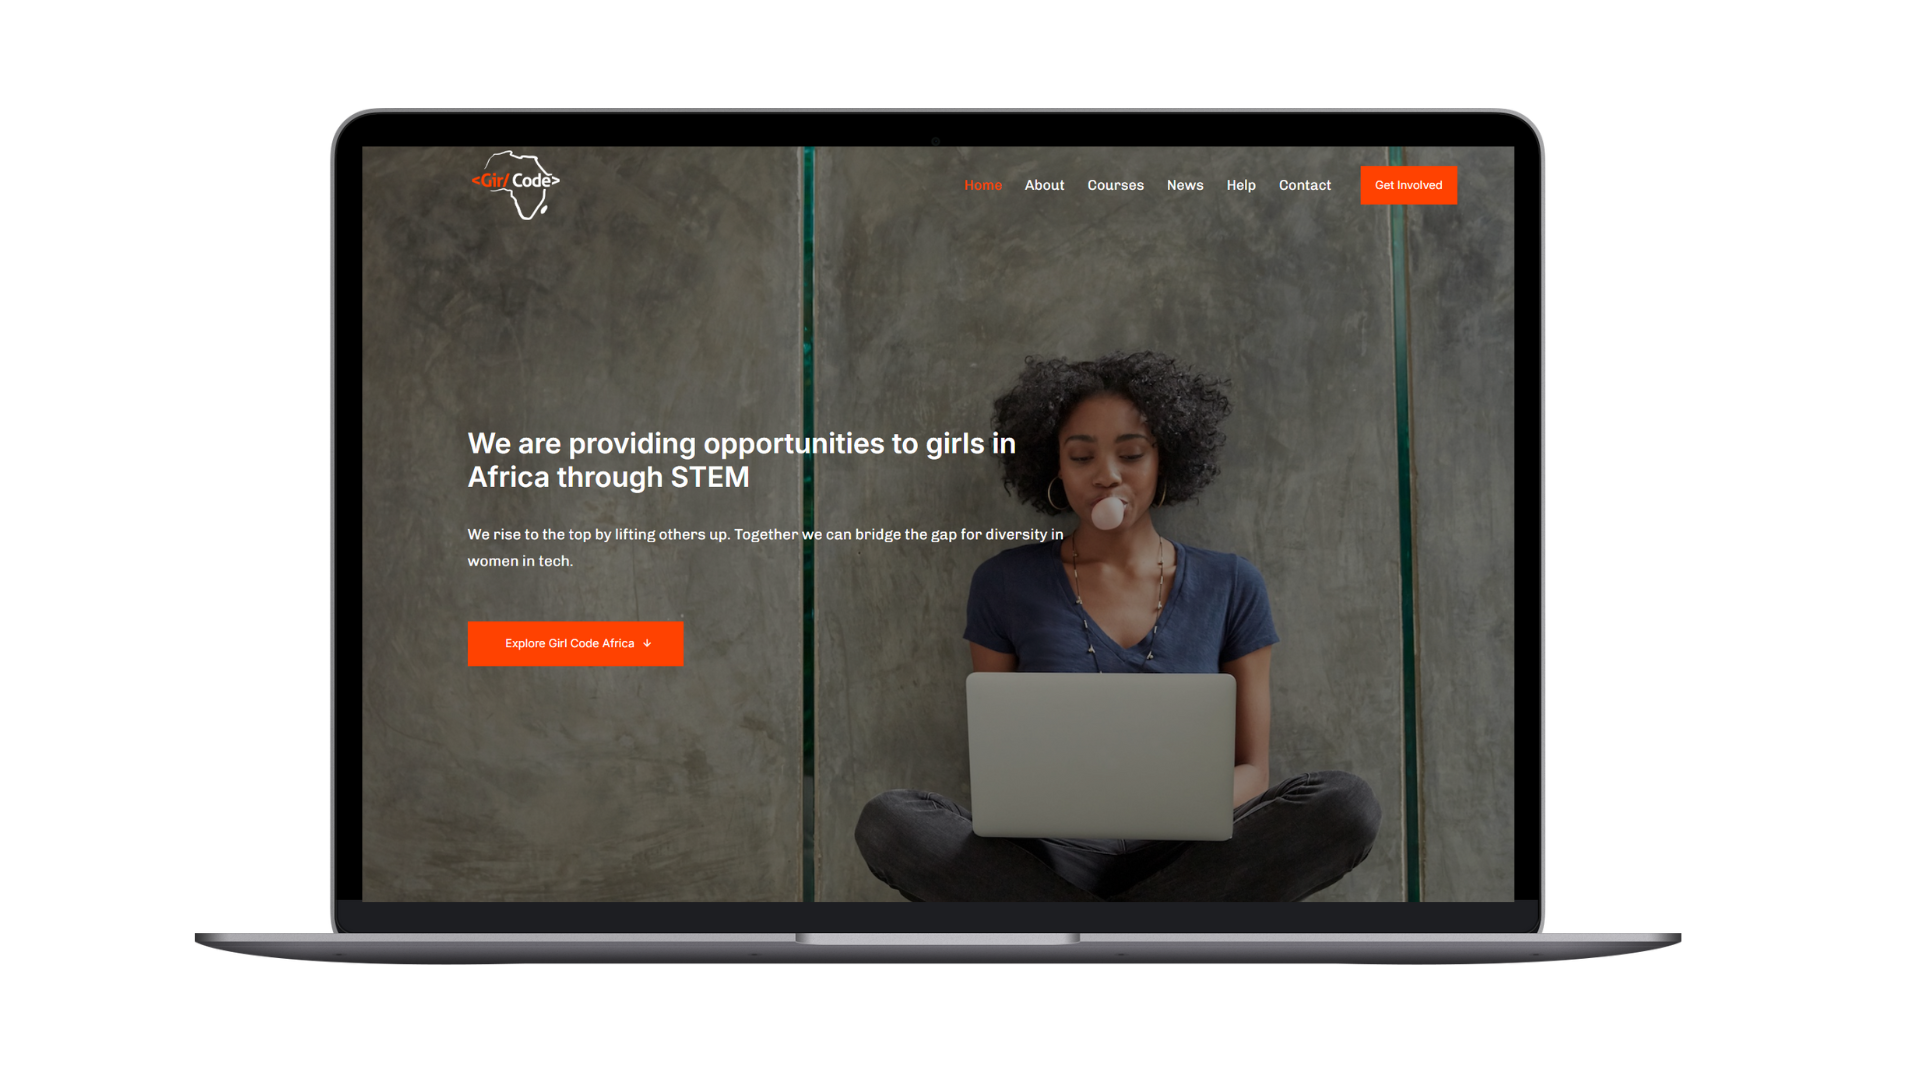 <Girl Code>
Home About Courses News Help Contact Get Involved
We are providing opportunities to girls in
Africa through STEM
We rise to the top by lifting others up. Together we can bridge the gap for diversity in
women in tech.
Explore Girl Code Africa ↓